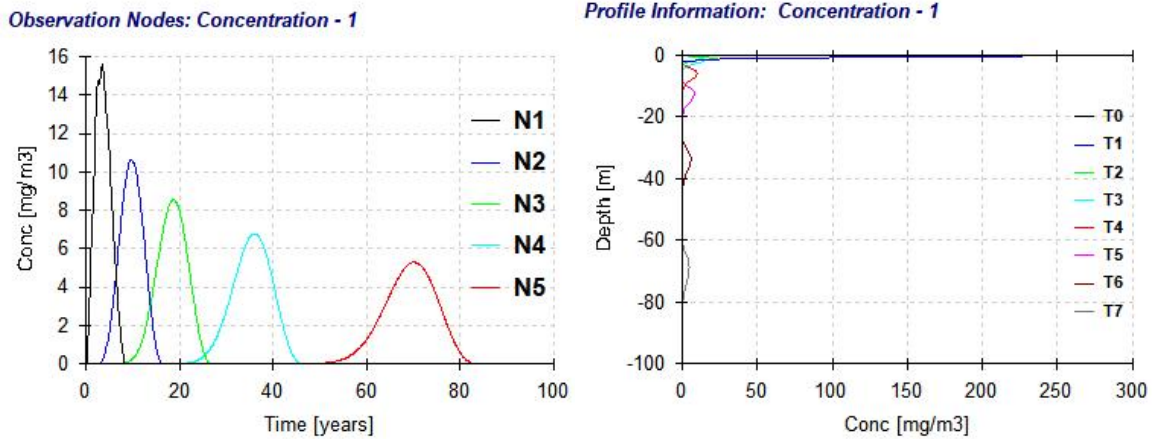 Observation Nodes: Concentration - 1
16
14
12
10
8
6
4
2
0
Conc [mg/m3]
0 20 40 60 80 100
Time [years]
N1
N2
N3
N4
N5
Profile Information: Concentration - 1
0
-20
-40
-60
-80
-100
Depth [m]
0 50 100 150 200 250 300
Conc [mg/m3]
T0
T1
T2
T3
T4
T5
T6
T7